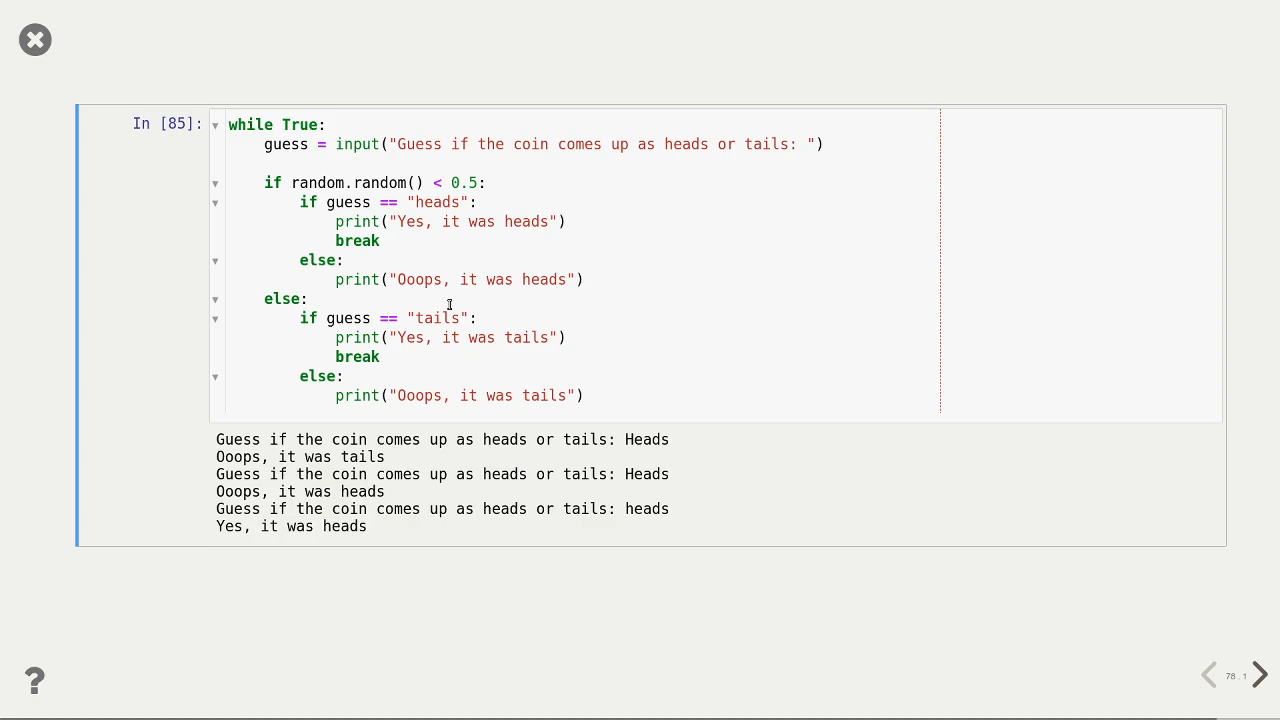 In [85]:
while True:
guess = input("Guess if the coin comes up as heads or tails: ")
if random.random() < 0.5:
if guess == "heads":
print("Yes, it was heads")
break
else:
print("Ooops, it was heads")
else:
if guess == "tails":
print("Yes, it was tails")
break
else:
print("Ooops, it was tails")
Guess if the coin comes up as heads or tails: Heads
Ooops, it was tails
Guess if the coin comes up as heads or tails: Heads
Ooops, it was heads
Guess if the coin comes up as heads or tails: heads
Yes, it was heads
?
78.1